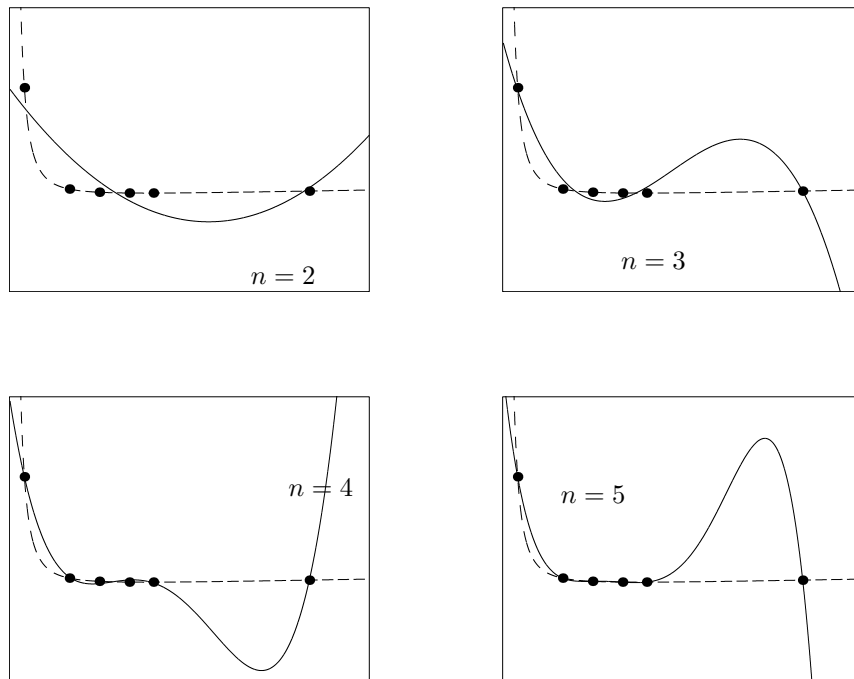 n = 2
n = 3
n = 4
n = 5